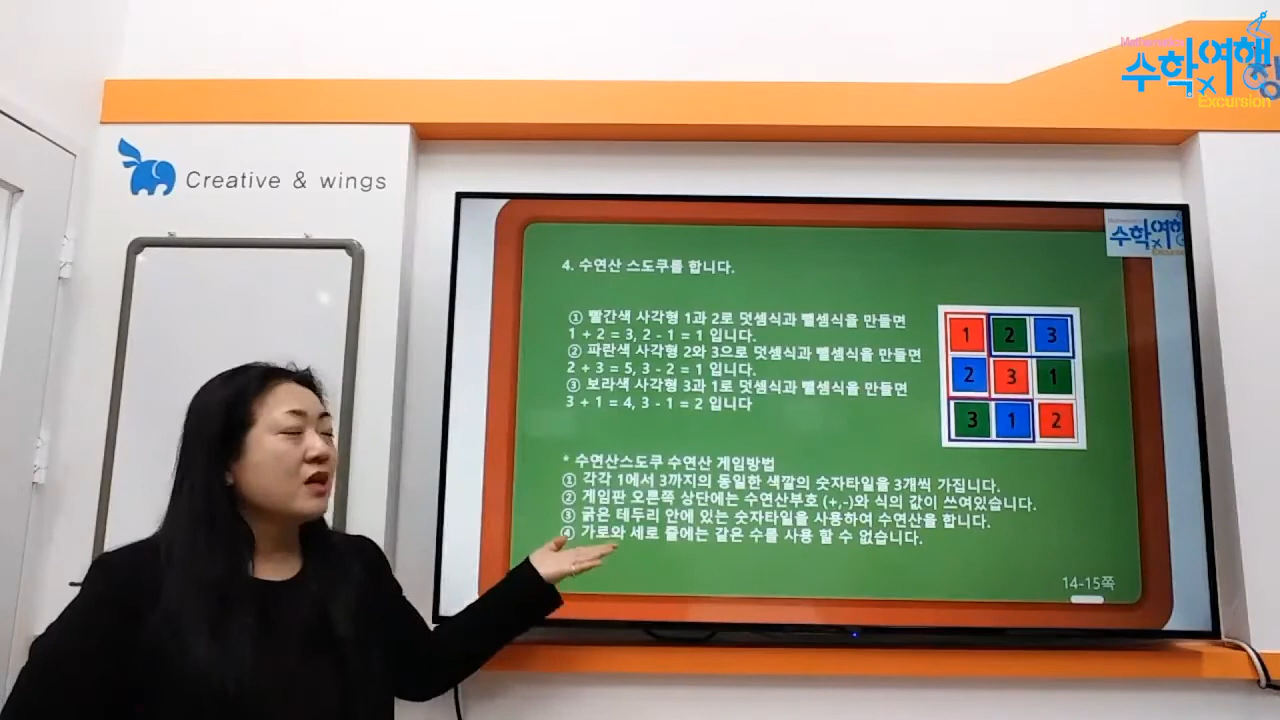 수학여행
Excursion
Creative & wings
수학여행
4. 수연산 스도쿠를 합니다.
① 빨간색 사각형 1과 2로 덧셈식과 뺄셈식을 만들면
1 + 2 = 3, 2 - 1 = 1 입니다.
② 파란색 사각형 2와 3으로 덧셈식과 뺄셈식을 만들면
2 + 3 = 5, 3 - 2 = 1 입니다.
③ 보라색 사각형 3과 1로 덧셈식과 뺄셈식을 만들면
3 + 1 = 4, 3 - 1 = 2 입니다
1 2 3
2 3 1
3 1 2
* 수연산스도쿠 수연산 게임방법
① 각각 1에서 3까지의 동일한 색깔의 숫자타일을 3개씩 가집니다.
② 게임판 오른쪽 상단에는 수연산부호 (+,-)와 식의 값이 쓰여있습니다.
③ 굵은 테두리 안에 있는 숫자타일을 사용하여 수연산을 합니다.
④ 가로와 세로 줄에는 같은 수를 사용 할 수 없습니다.
14-15쪽